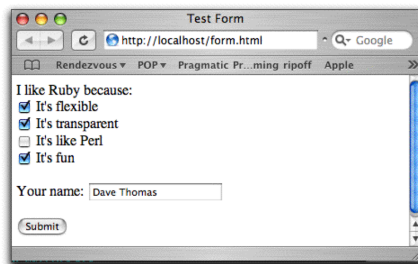 Test Form
http://localhost/form.html
Google
Rendezvous POP Pragmatic Pr...ming ripoff Apple
I like Ruby because:
It's flexible
It's transparent
It's like Perl
It's fun
Your name: Dave Thomas
Submit